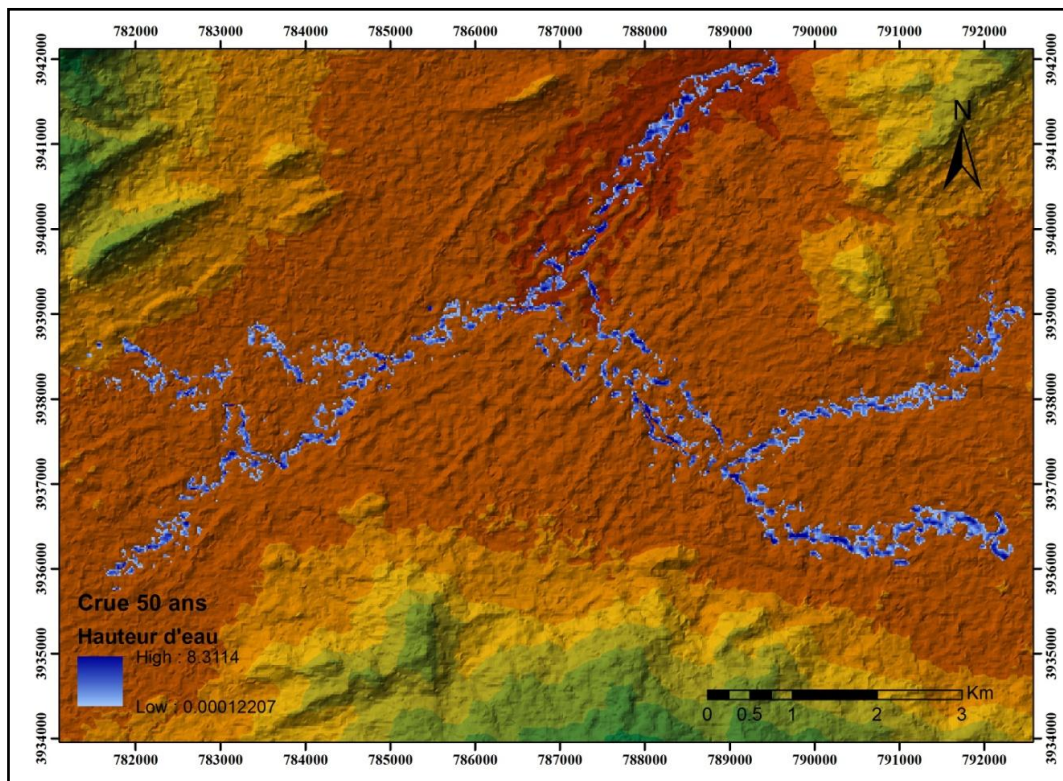 782000 783000 784000 785000 786000 787000 788000 789000 790000 791000 792000
3942000 3942000
N
3941000 3941000
3940000 3940000
3939000 3939000
3938000 3938000
3937000 3937000
3936000 3936000
Crue 50 ans
Hauteur d'eau
High : 8.3114
3935000 3935000
Low : 0.00012207
Km
0 0.5 1 2 3
3934000 3934000
782000 783000 784000 785000 786000 787000 788000 789000 790000 791000 792000